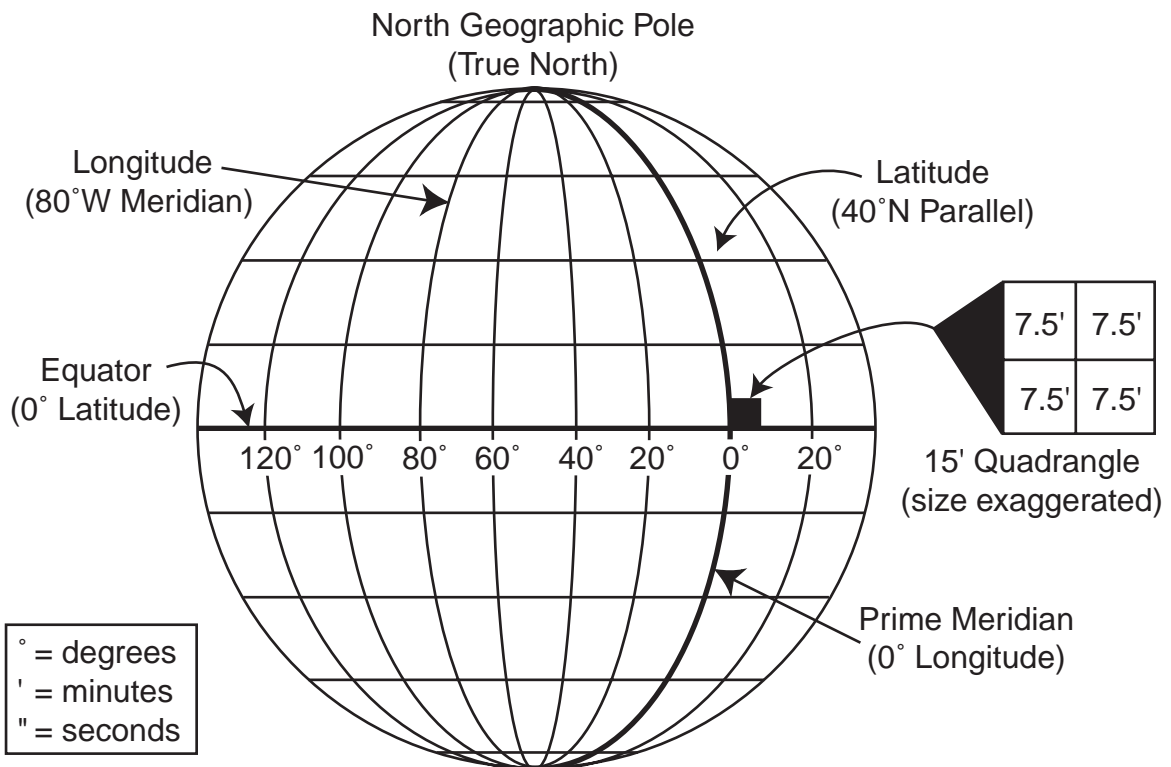 North Geographic Pole
(True North)
Longitude
(80˚W Meridian)
Latitude
(40˚N Parallel)
7.5' 7.5'
7.5' 7.5'
Equator
(0˚ Latitude)
120˚ 100˚ 80˚ 60˚ 40˚ 20˚ 0˚ 20˚
15' Quadrangle
(size exaggerated)
Prime Meridian
(0˚ Longitude)
˚ = degrees
' = minutes
" = seconds